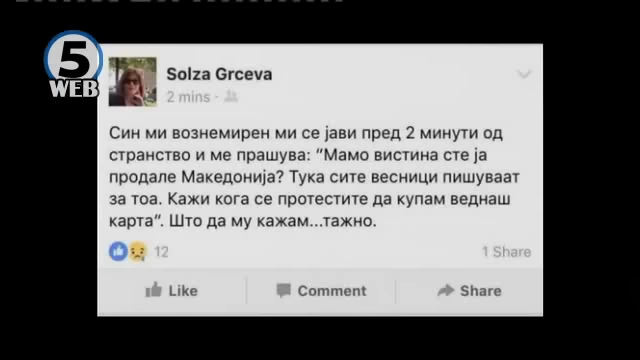 5
WEB
Solza Grceva
2 mins ·
Син ми вознемирен ми се јави пред 2 минути од
странство и ме прашува: “Мамо вистина сте ја
продале Македонија? Тука сите весници пишуваат
за тоа. Кажи кога се протестите да купам веднаш
карта”. Што да му кажам...тажно.
12
1 Share
Like Comment Share